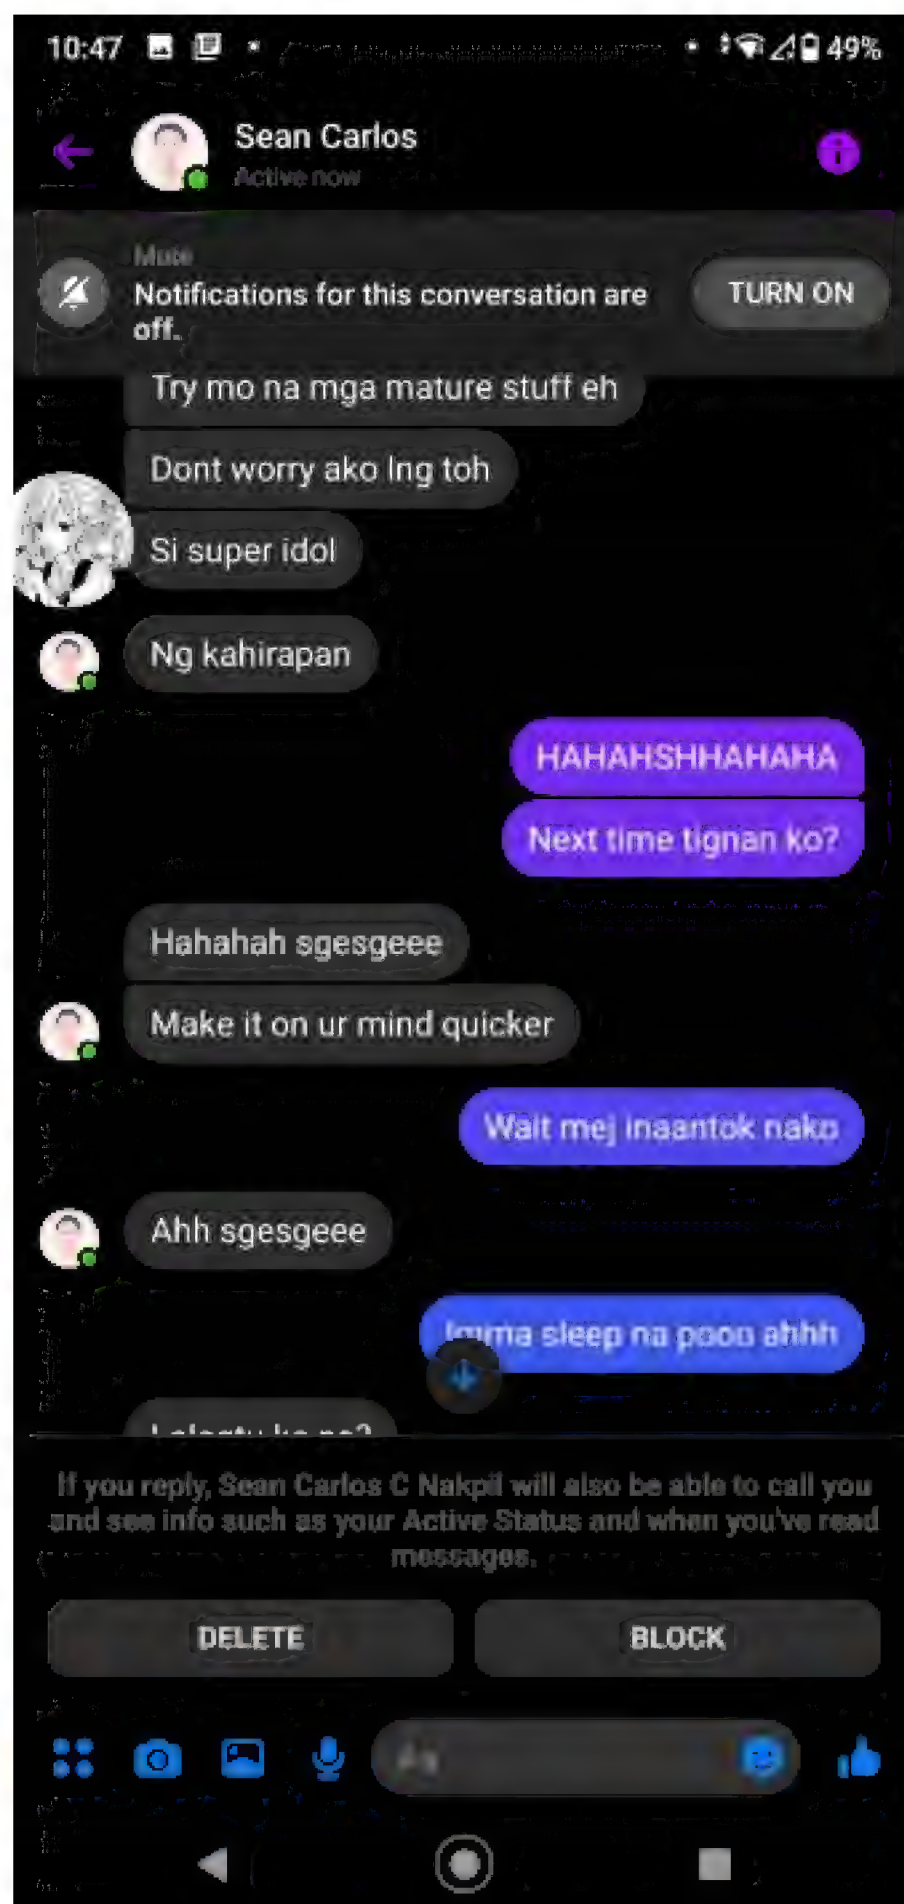 10:47
49%
Sean Carlos
Active now
Mute
Notifications for this conversation are
off.
TURN ON
Try mo na mga mature stuff eh
Dont worry ako lng toh
Si super idol
Ng kahirapan
HAHAHSHHAHAHA
Next time tignan ko?
Hahahah sgesgeee
Make it on ur mind quicker
Wait mej inaantok nako
Ahh sgesgeee
Imma sleep na pooo ahhh
If you reply, Sean Carlos C Nakpil will also be able to call you
and see info such as your Active Status and when you've read
messages.
DELETE
BLOCK
Aa